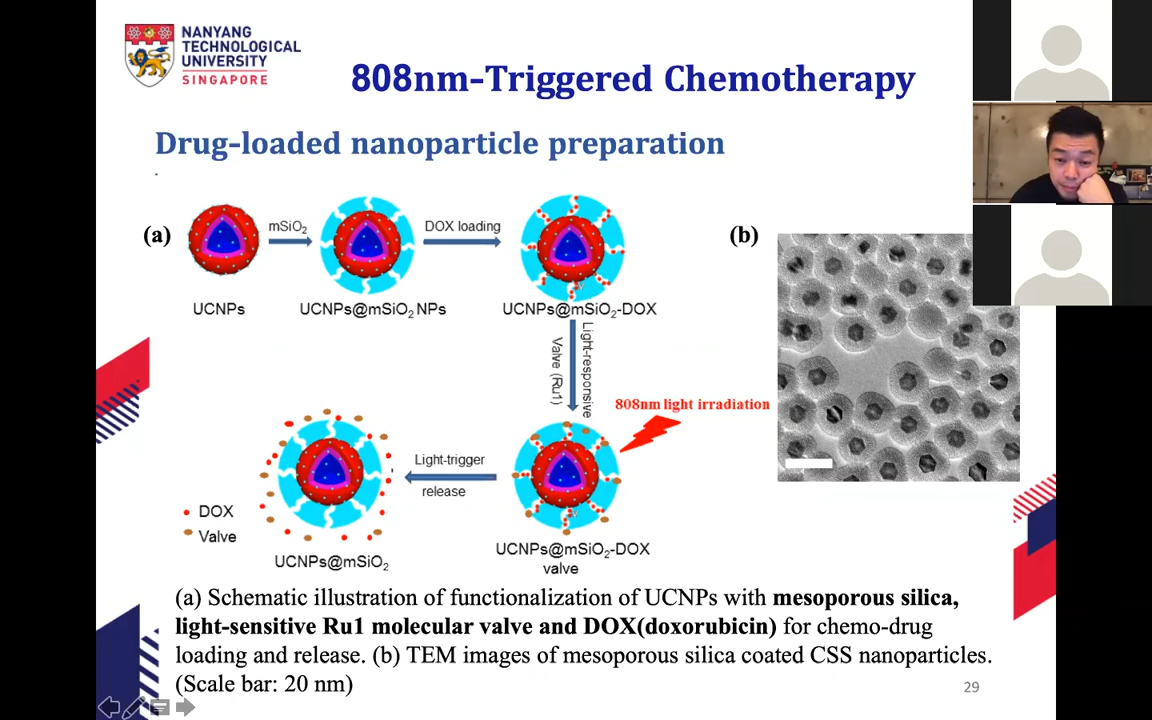 NANYANG
TECHNOLOGICAL
UNIVERSITY
SINGAPORE
808nm-Triggered Chemotherapy
Drug-loaded nanoparticle preparation
(a)
mSiO₂
DOX loading
UCNPs
UCNPs@mSiO₂ NPs
UCNPs@mSiO₂-DOX
Light-responsive
Valve (Ru1)
808nm light irradiation
Light-trigger
release
DOX
Valve
UCNPs@mSiO₂
UCNPs@mSiO₂-DOX
valve
(b)
(a) Schematic illustration of functionalization of UCNPs with mesoporous silica,
light-sensitive Ru1 molecular valve and DOX(doxorubicin) for chemo-drug
loading and release. (b) TEM images of mesoporous silica coated CSS nanoparticles.
(Scale bar: 20 nm)
29